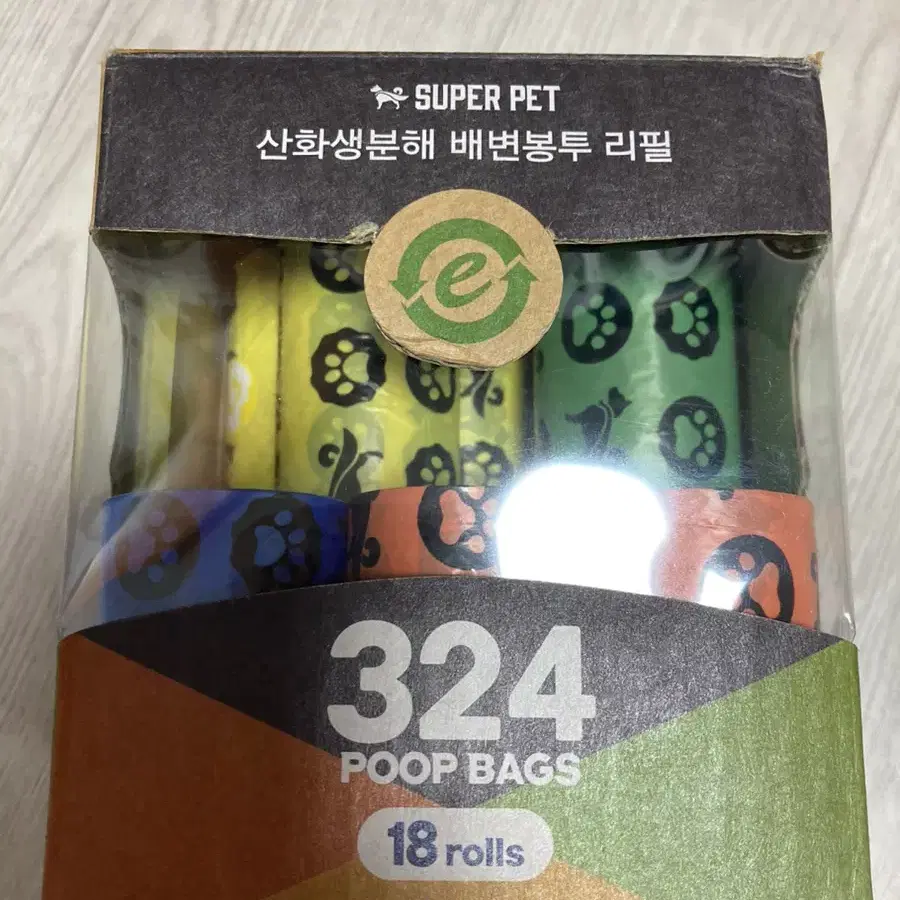 SUPER PET
산화생분해 배변봉투 리필
e
324
POOP BAGS
18 rolls